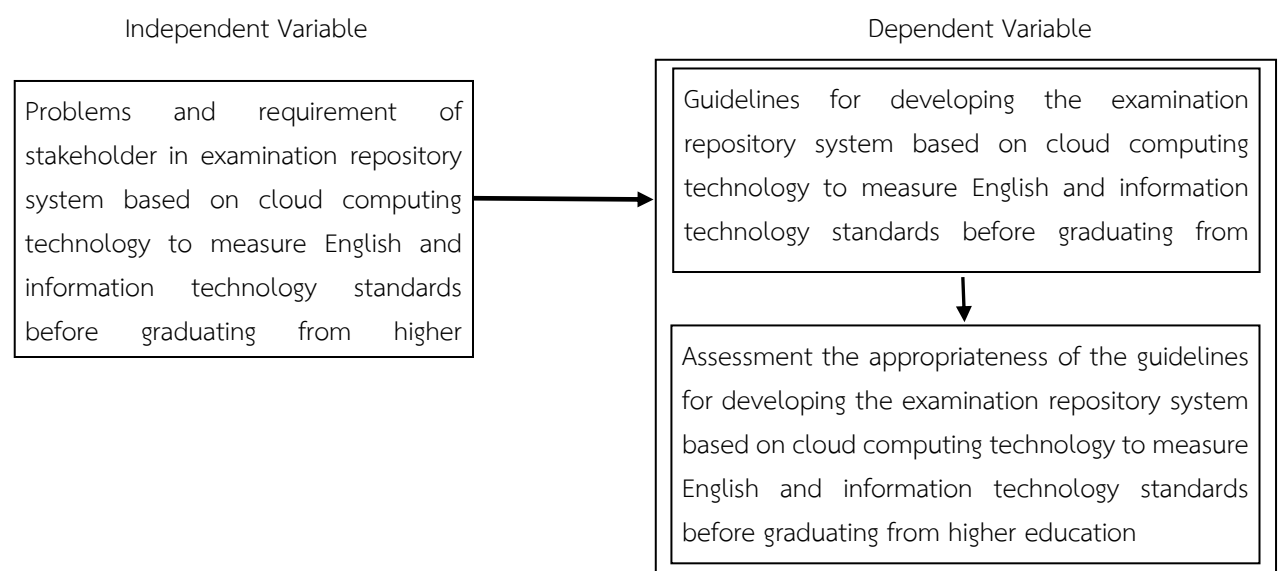 Independent Variable
Problems and requirement of
stakeholder in examination repository
system based on cloud computing
technology to measure English and
information technology standards
before graduating from higher
Dependent Variable
Guidelines for developing the examination
repository system based on cloud computing
technology to measure English and information
technology standards before graduating from
Assessment the appropriateness of the guidelines
for developing the examination repository system
based on cloud computing technology to measure
English and information technology standards
before graduating from higher education